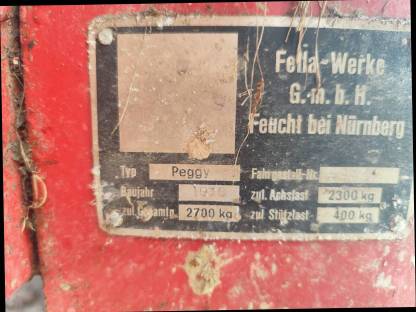 Fella-Werke
G.m.b.H.
Feucht bei Nürnberg
Typ Peggy Fahrgestell-Nr.
Baujahr zul. Achslast 2300 kg
zul. Gesamtg. 2700 kg zul. Stützlast 400 kg